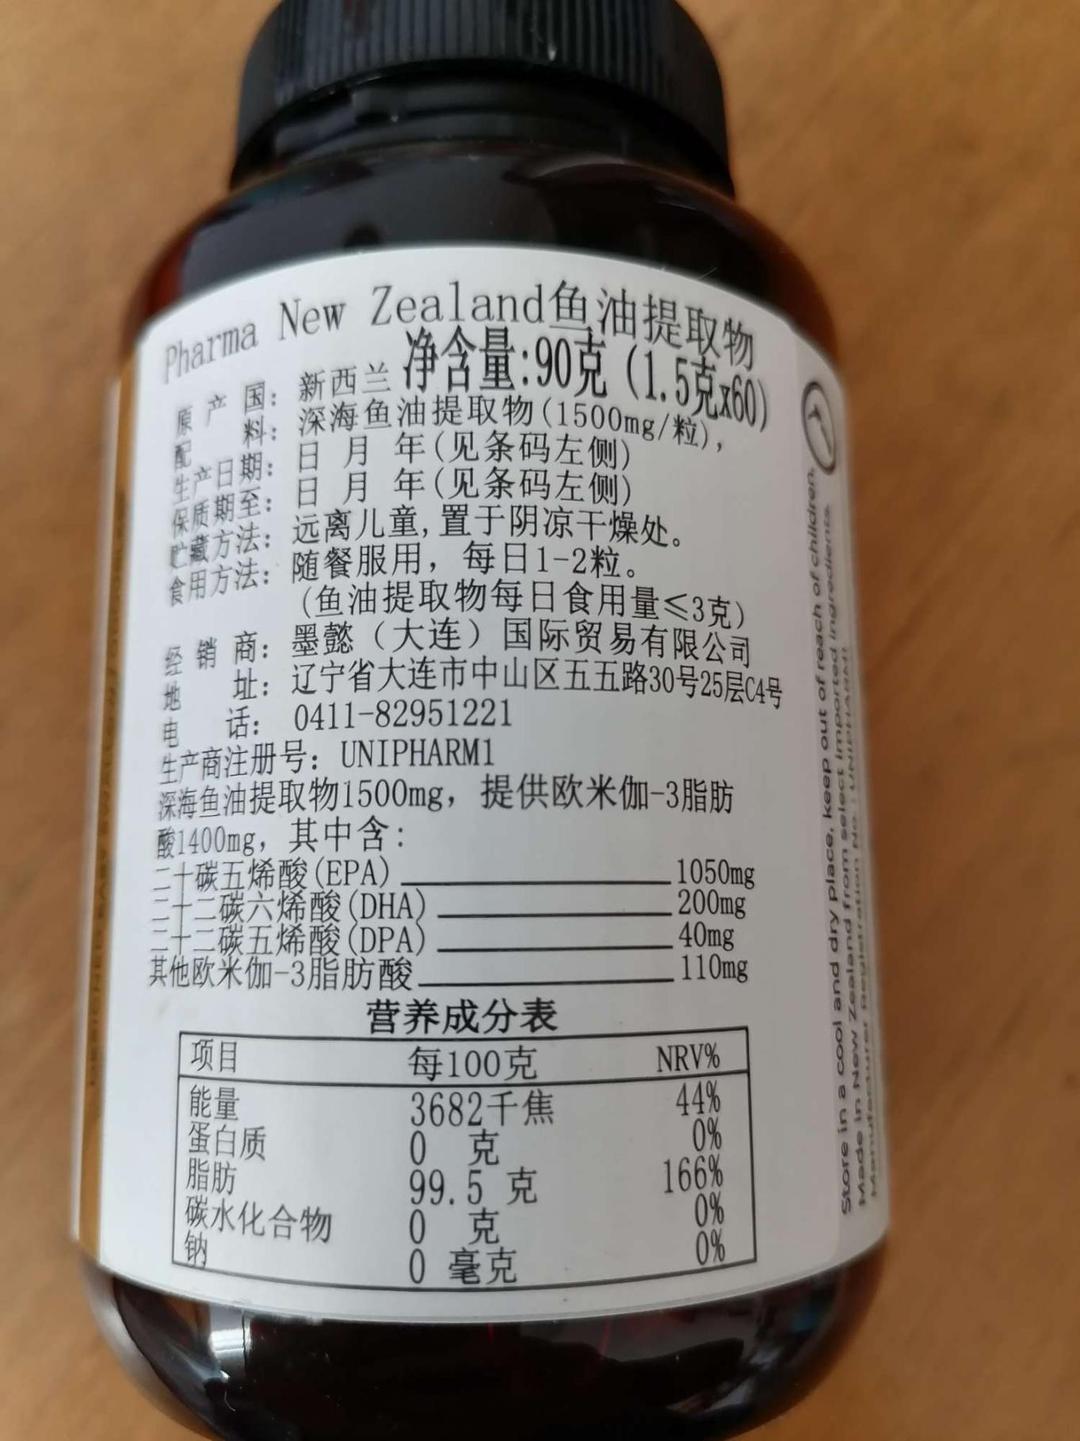 Pharma New Zealand鱼油提取物
净含量:90克(1.5克x60)
原产国：新西兰
配料：深海鱼油提取物(1500mg/粒)，
生产日期：日 月 年(见条码左侧)
保质期至：日 月 年(见条码左侧)
贮藏方法：远离儿童,置于阴凉干燥处。
食用方法：随餐服用，每日1-2粒。
(鱼油提取物每日食用量≤3克)
经销商：墨懿（大连）国际贸易有限公司
地址：辽宁省大连市中山区五五路30号25层C4号
电话：0411-82951221
生产商注册号：UNIPHARM1
深海鱼油提取物1500mg，提供欧米伽-3脂肪
酸1400mg，其中含:
二十碳五烯酸(EPA) 1050mg
二十二碳六烯酸(DHA) 200mg
二十二碳五烯酸(DPA) 40mg
其他欧米伽-3脂肪酸 110mg
营养成分表
项目 每100克 NRV%
能量 3682千焦 44%
蛋白质 0 克 0%
脂肪 99.5 克 166%
碳水化合物 0 克 0%
钠 0 毫克 0%
Store in a cool and dry place, keep out of reach of children.
Made in New Zealand from select imported ingredients.
Manufacturer Registration No.: UNIPHARM1